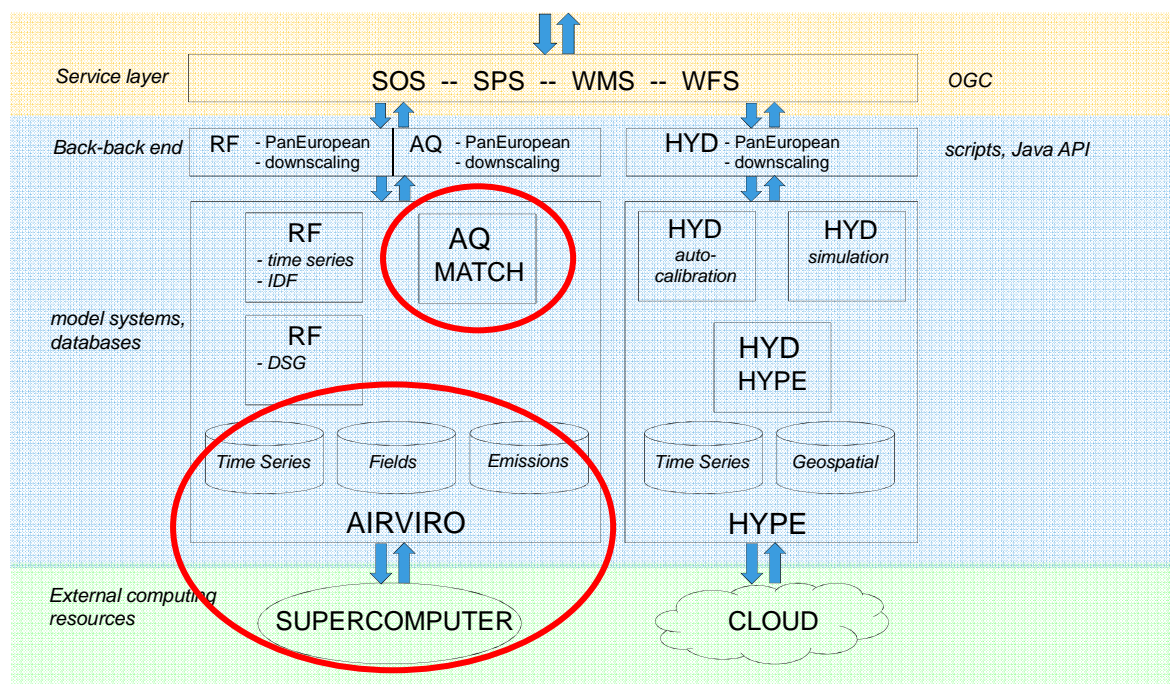 Service layer
SOS -- SPS -- WMS -- WFS
OGC
Back-back end
RF - PanEuropean
- downscaling
AQ - PanEuropean
- downscaling
HYD - PanEuropean
- downscaling
scripts, Java API
model systems,
databases
RF
- time series
- IDF
AQ
MATCH
HYD
auto-
calibration
HYD
simulation
RF
- DSG
HYD
HYPE
Time Series
Fields
Emissions
Time Series
Geospatial
AIRVIRO
HYPE
External computing
resources
SUPERCOMPUTER
CLOUD